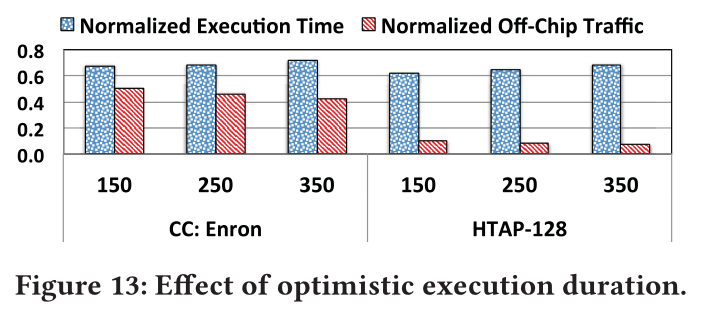 Normalized Execution Time Normalized Off-Chip Traffic
0.8
0.6
0.4
0.2
0.0
150 250 350 150 250 350
CC: Enron HTAP-128
Figure 13: Effect of optimistic execution duration.